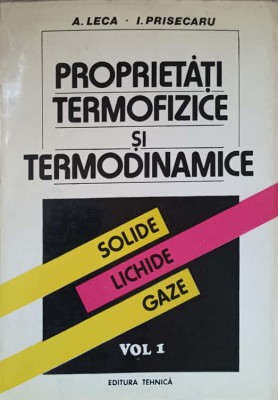 A. LECA · I. PRISECARU
PROPRIETĂȚI
TERMOFIZICE
ȘI
TERMODINAMICE
SOLIDE
LICHIDE
GAZE
VOL 1
EDITURA TEHNICĂ